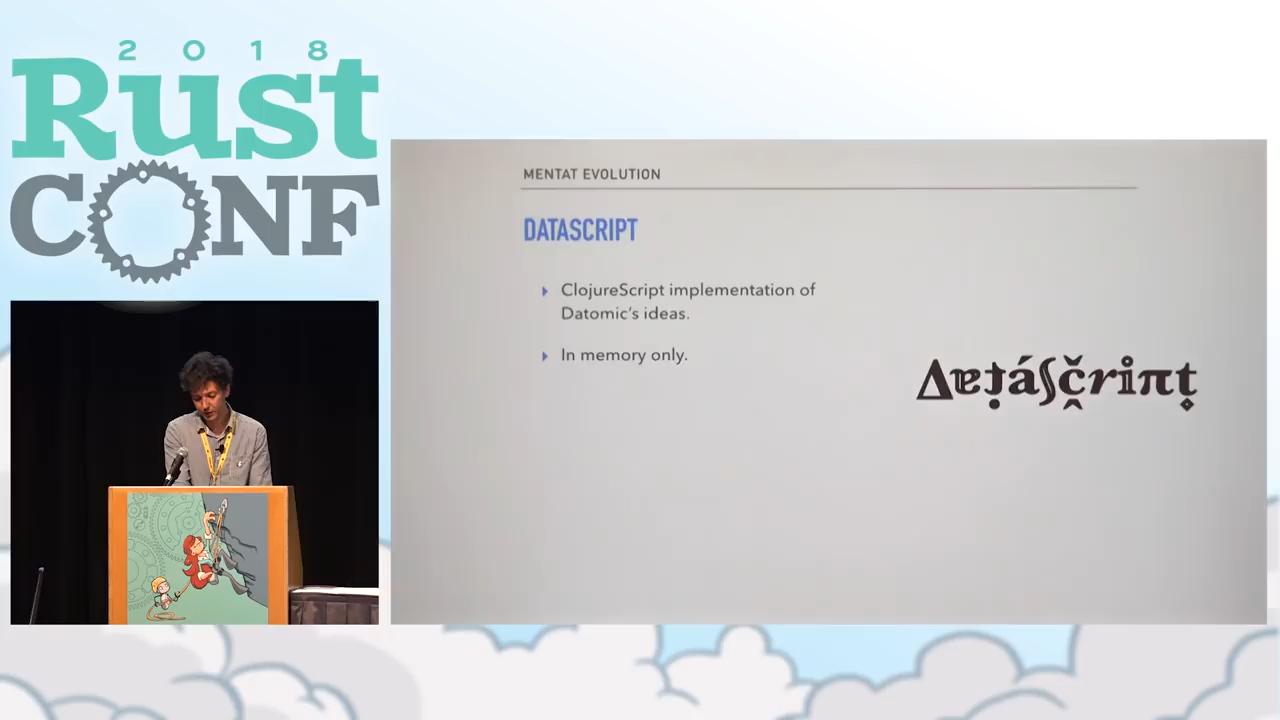 2018
Rust
CONF
MENTAT EVOLUTION
DATASCRIPT
ClojureScript implementation of
Datomic's ideas.
In memory only.